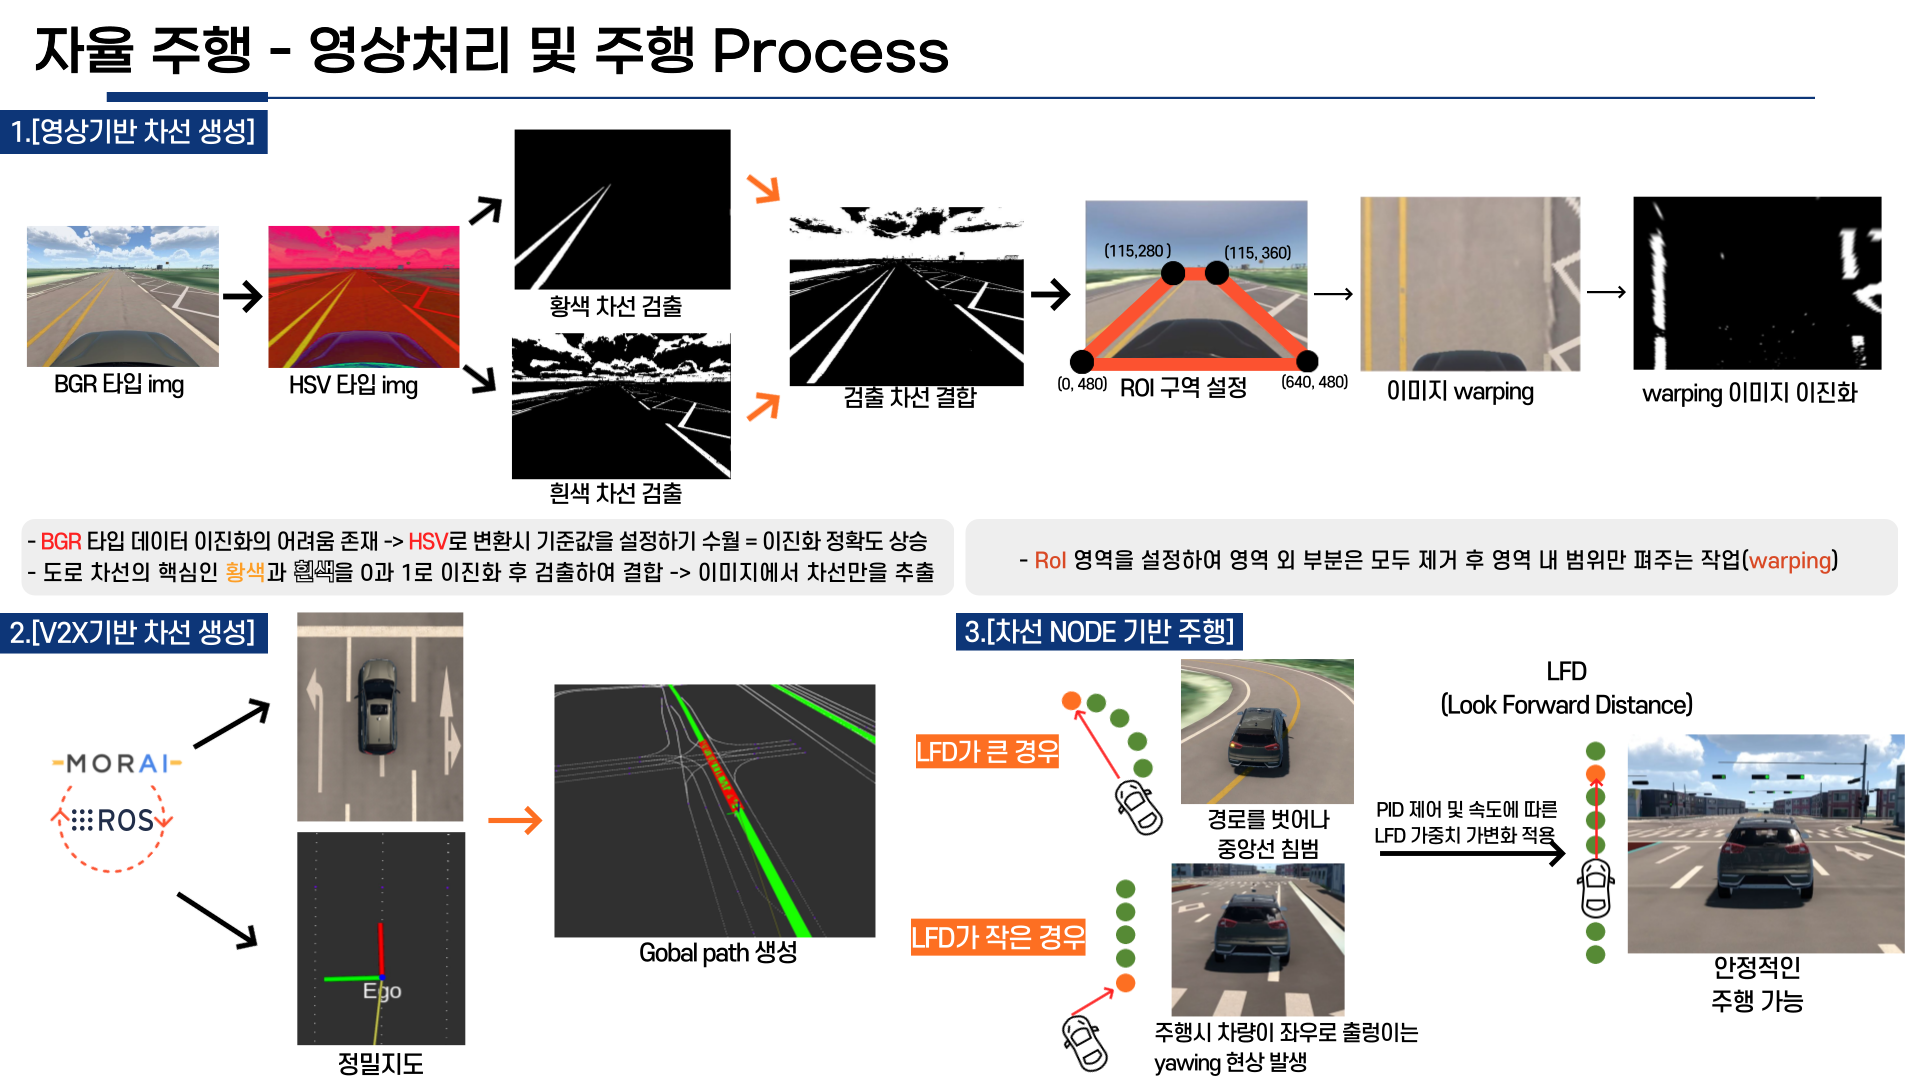 자율 주행 - 영상처리 및 주행 Process
1.[영상기반 차선 생성]
BGR 타입 img
HSV 타입 img
황색 차선 검출
흰색 차선 검출
검출 차선 결합
(115,280 )
(115, 360)
(0, 480)
(640, 480)
ROI 구역 설정
이미지 warping
warping 이미지 이진화
- BGR 타입 데이터 이진화의 어려움 존재 -> HSV로 변환시 기준값을 설정하기 수월 = 이진화 정확도 상승
- 도로 차선의 핵심인 황색과 흰색을 0과 1로 이진화 후 검출하여 결합 -> 이미지에서 차선만을 추출
- RoI 영역을 설정하여 영역 외 부분은 모두 제거 후 영역 내 범위만 펴주는 작업(warping)
2.[V2X기반 차선 생성]
MORAI
ROS
Ego
정밀지도
Gobal path 생성
3.[차선 NODE 기반 주행]
LFD가 큰 경우
경로를 벗어나
중앙선 침범
LFD가 작은 경우
주행시 차량이 좌우로 출렁이는
yawing 현상 발생
LFD
(Look Forward Distance)
PID 제어 및 속도에 따른
LFD 가중치 가변화 적용
안정적인
주행 가능